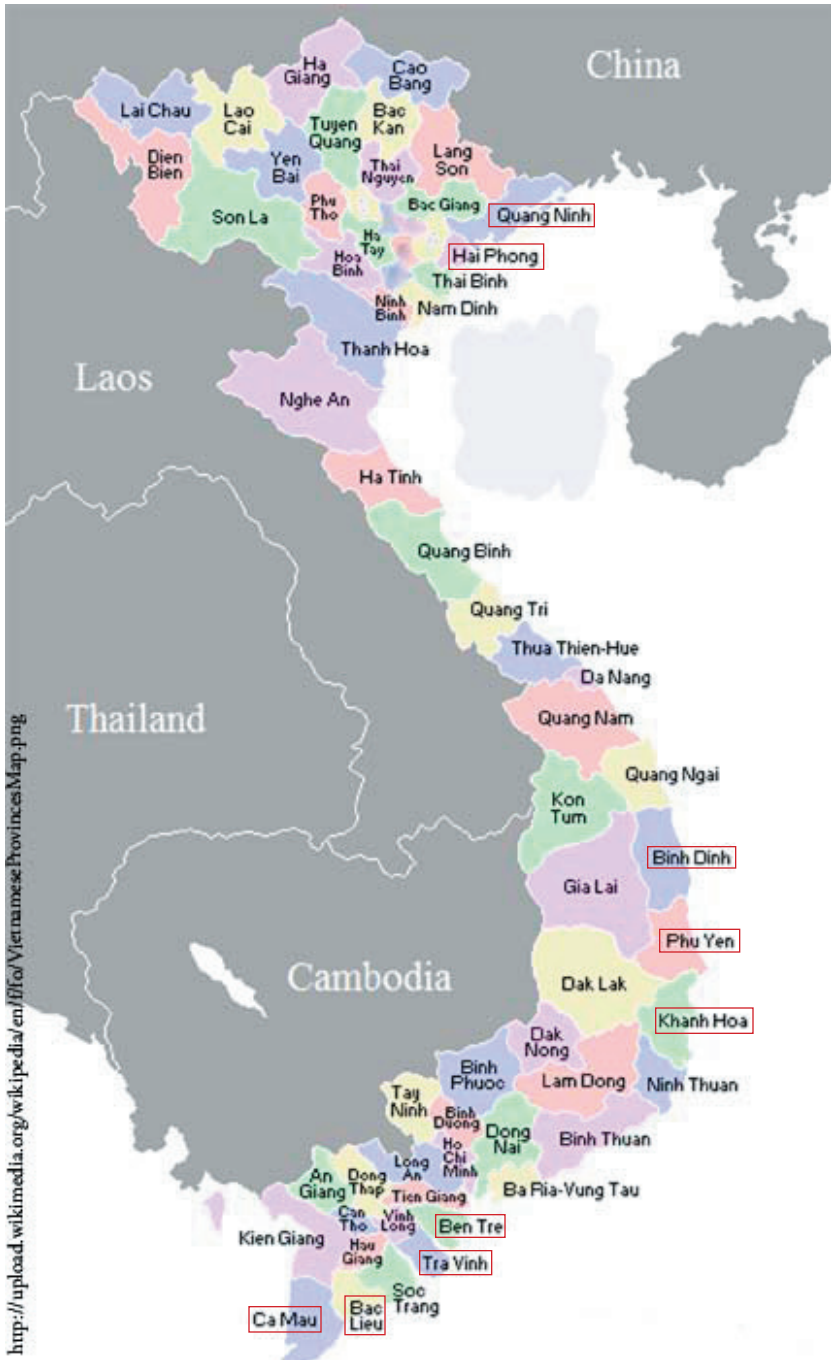 China
Ha
Giang
Cao
Bang
Lai Chau
Lao
Cai
Tuyen
Quang
Bac
Kan
Dien
Bien
Yen
Bai
Thai
Nguyen
Lang
Son
Son La
Phu
Tho
Bac Giang
Quang Ninh
Ha
Tay
Hoa
Binh
Hai Phong
Thai Binh
Ninh
Binh
Nam Dinh
Thanh Hoa
Laos
Nghe An
Ha Tinh
Quang Binh
Quang Tri
Thua Thien-Hue
Da Nang
Thailand
Quang Nam
Quang Ngai
Kon
Tum
Binh Dinh
Gia Lai
Phu Yen
Cambodia
Dak Lak
Khanh Hoa
Dak
Nong
Binh
Phuoc
Lam Dong
Ninh Thuan
Tay
Ninh
Binh
Duong
Dong
Nai
Binh Thuan
Ho
Chi
Minh
Long
An
An
Giang
Dong
Thap
Tien Giang
Ba Ria-Vung Tau
Can
Tho
Vinh
Long
Ben Tre
Kien Giang
Hau
Giang
Tra Vinh
Soc
Trang
Ca Mau
Bac
Lieu
http://upload.wikimedia.org/wikipedia/en/f/fo/VietnameseProvincesMap.png